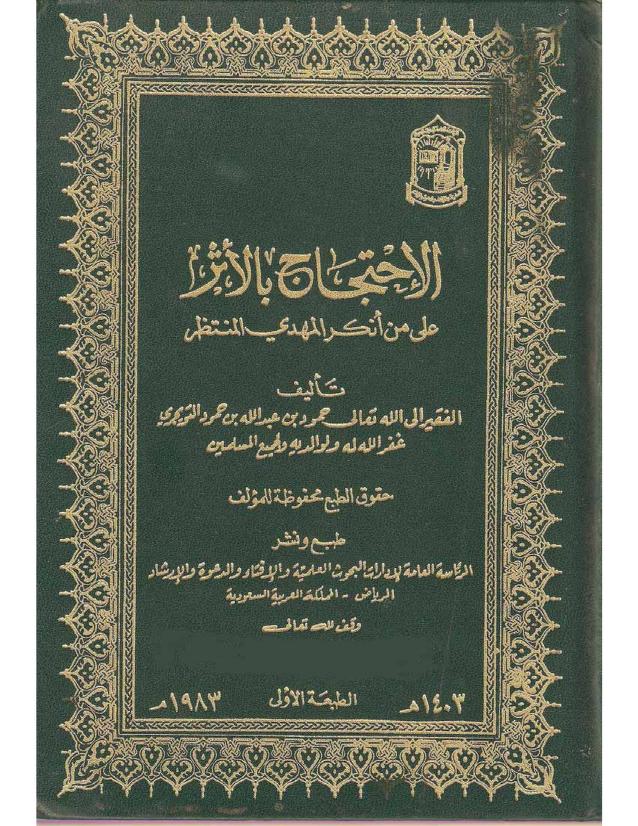 الإحتجاج بالأثر
على من أنكر المهدي المنتظر
تأليف
الفقير إلى الله تعالى حمود بن عبدالله بن حمود التويجري
غفر الله له ولوالديه ولجميع المسلمين
حقوق الطبع محفوظة للمؤلف
طبع ونشر
الرئاسة العامة لإدارات البحوث العلمية والإفتاء والدعوة والإرشاد
الرياض - المملكة العربية السعودية
وقف لله تعالى
١٤٠٣هـ الطبعة الأولى ١٩٨٣م